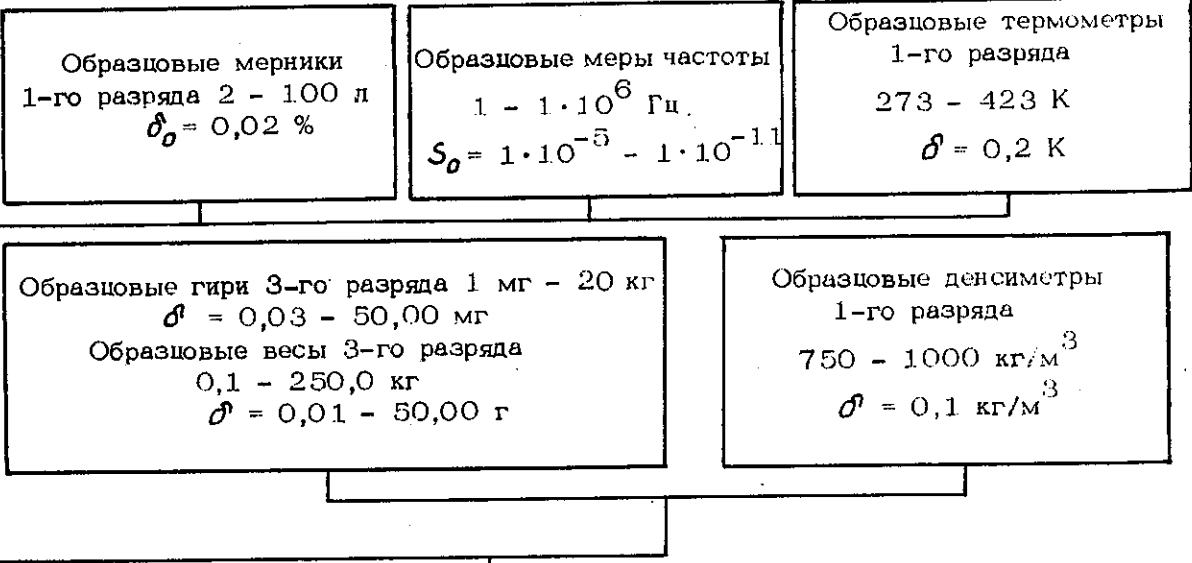 Образцовые мерники
1-го разряда 2 - 100 л
δ₀ = 0,02 %
Образцовые меры частоты
1 - 1·10⁶ Гц.
S₀ = 1·10⁻⁵ - 1·10⁻¹¹
Образцовые термометры
1-го разряда
273 - 423 К
δ = 0,2 К
Образцовые гири 3-го разряда 1 мг - 20 кг
δ = 0,03 - 50,00 мг
Образцовые весы 3-го разряда
0,1 - 250,0 кг
δ = 0,01 - 50,00 г
Образцовые денсиметры
1-го разряда
750 - 1000 кг/м³
δ = 0,1 кг/м³